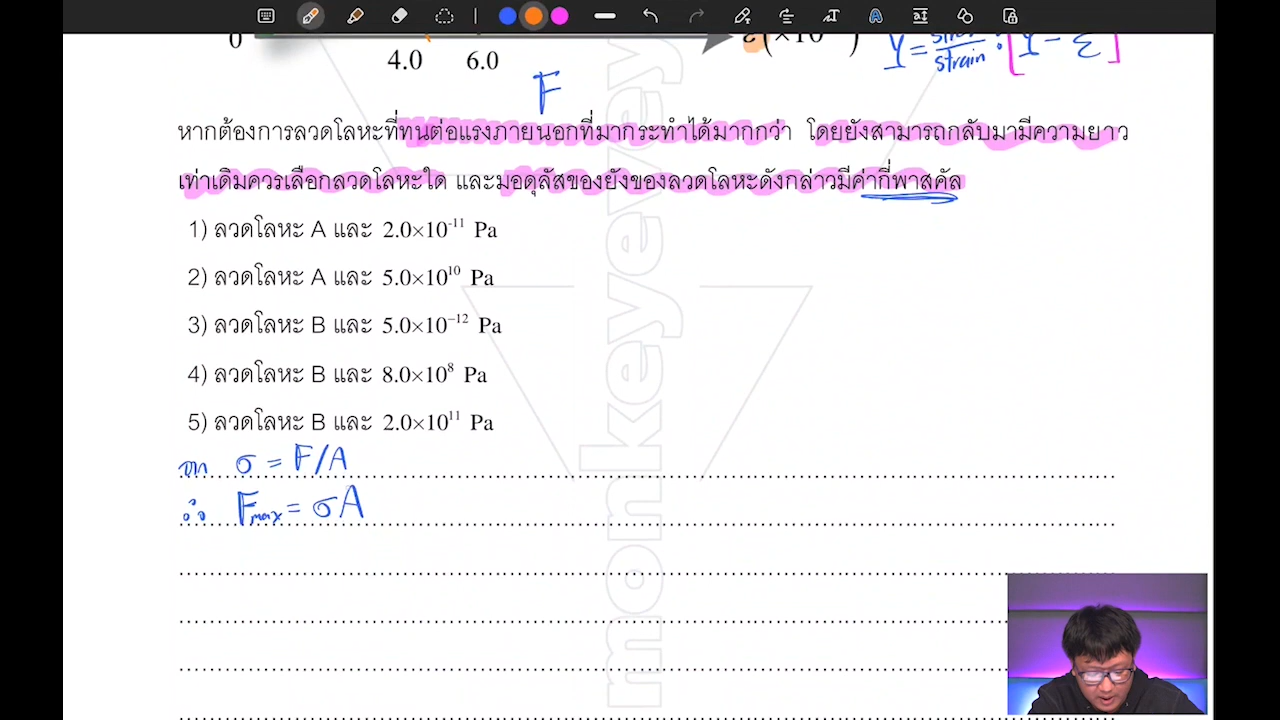 0
4.0 6.0
ε (×10 ) Y = strain : [Y = ε]
F
หากต้องการลวดโลหะที่ทนต่อแรงภายนอกที่มากระทำได้มากกว่า โดยยังสามารถกลับมามีความยาว
เท่าเดิมควรเลือกลวดโลหะใด และมอดุลัสของยังของลวดโลหะดังกล่าวมีค่ากี่พาสคัล
1) ลวดโลหะ A และ 2.0×10⁻¹¹ Pa
2) ลวดโลหะ A และ 5.0×10¹⁰ Pa
3) ลวดโลหะ B และ 5.0×10⁻¹² Pa
4) ลวดโลหะ B และ 8.0×10⁸ Pa
5) ลวดโลหะ B และ 2.0×10¹¹ Pa
จาก σ = F/A
∴ Fmax = σA
monkeyeve